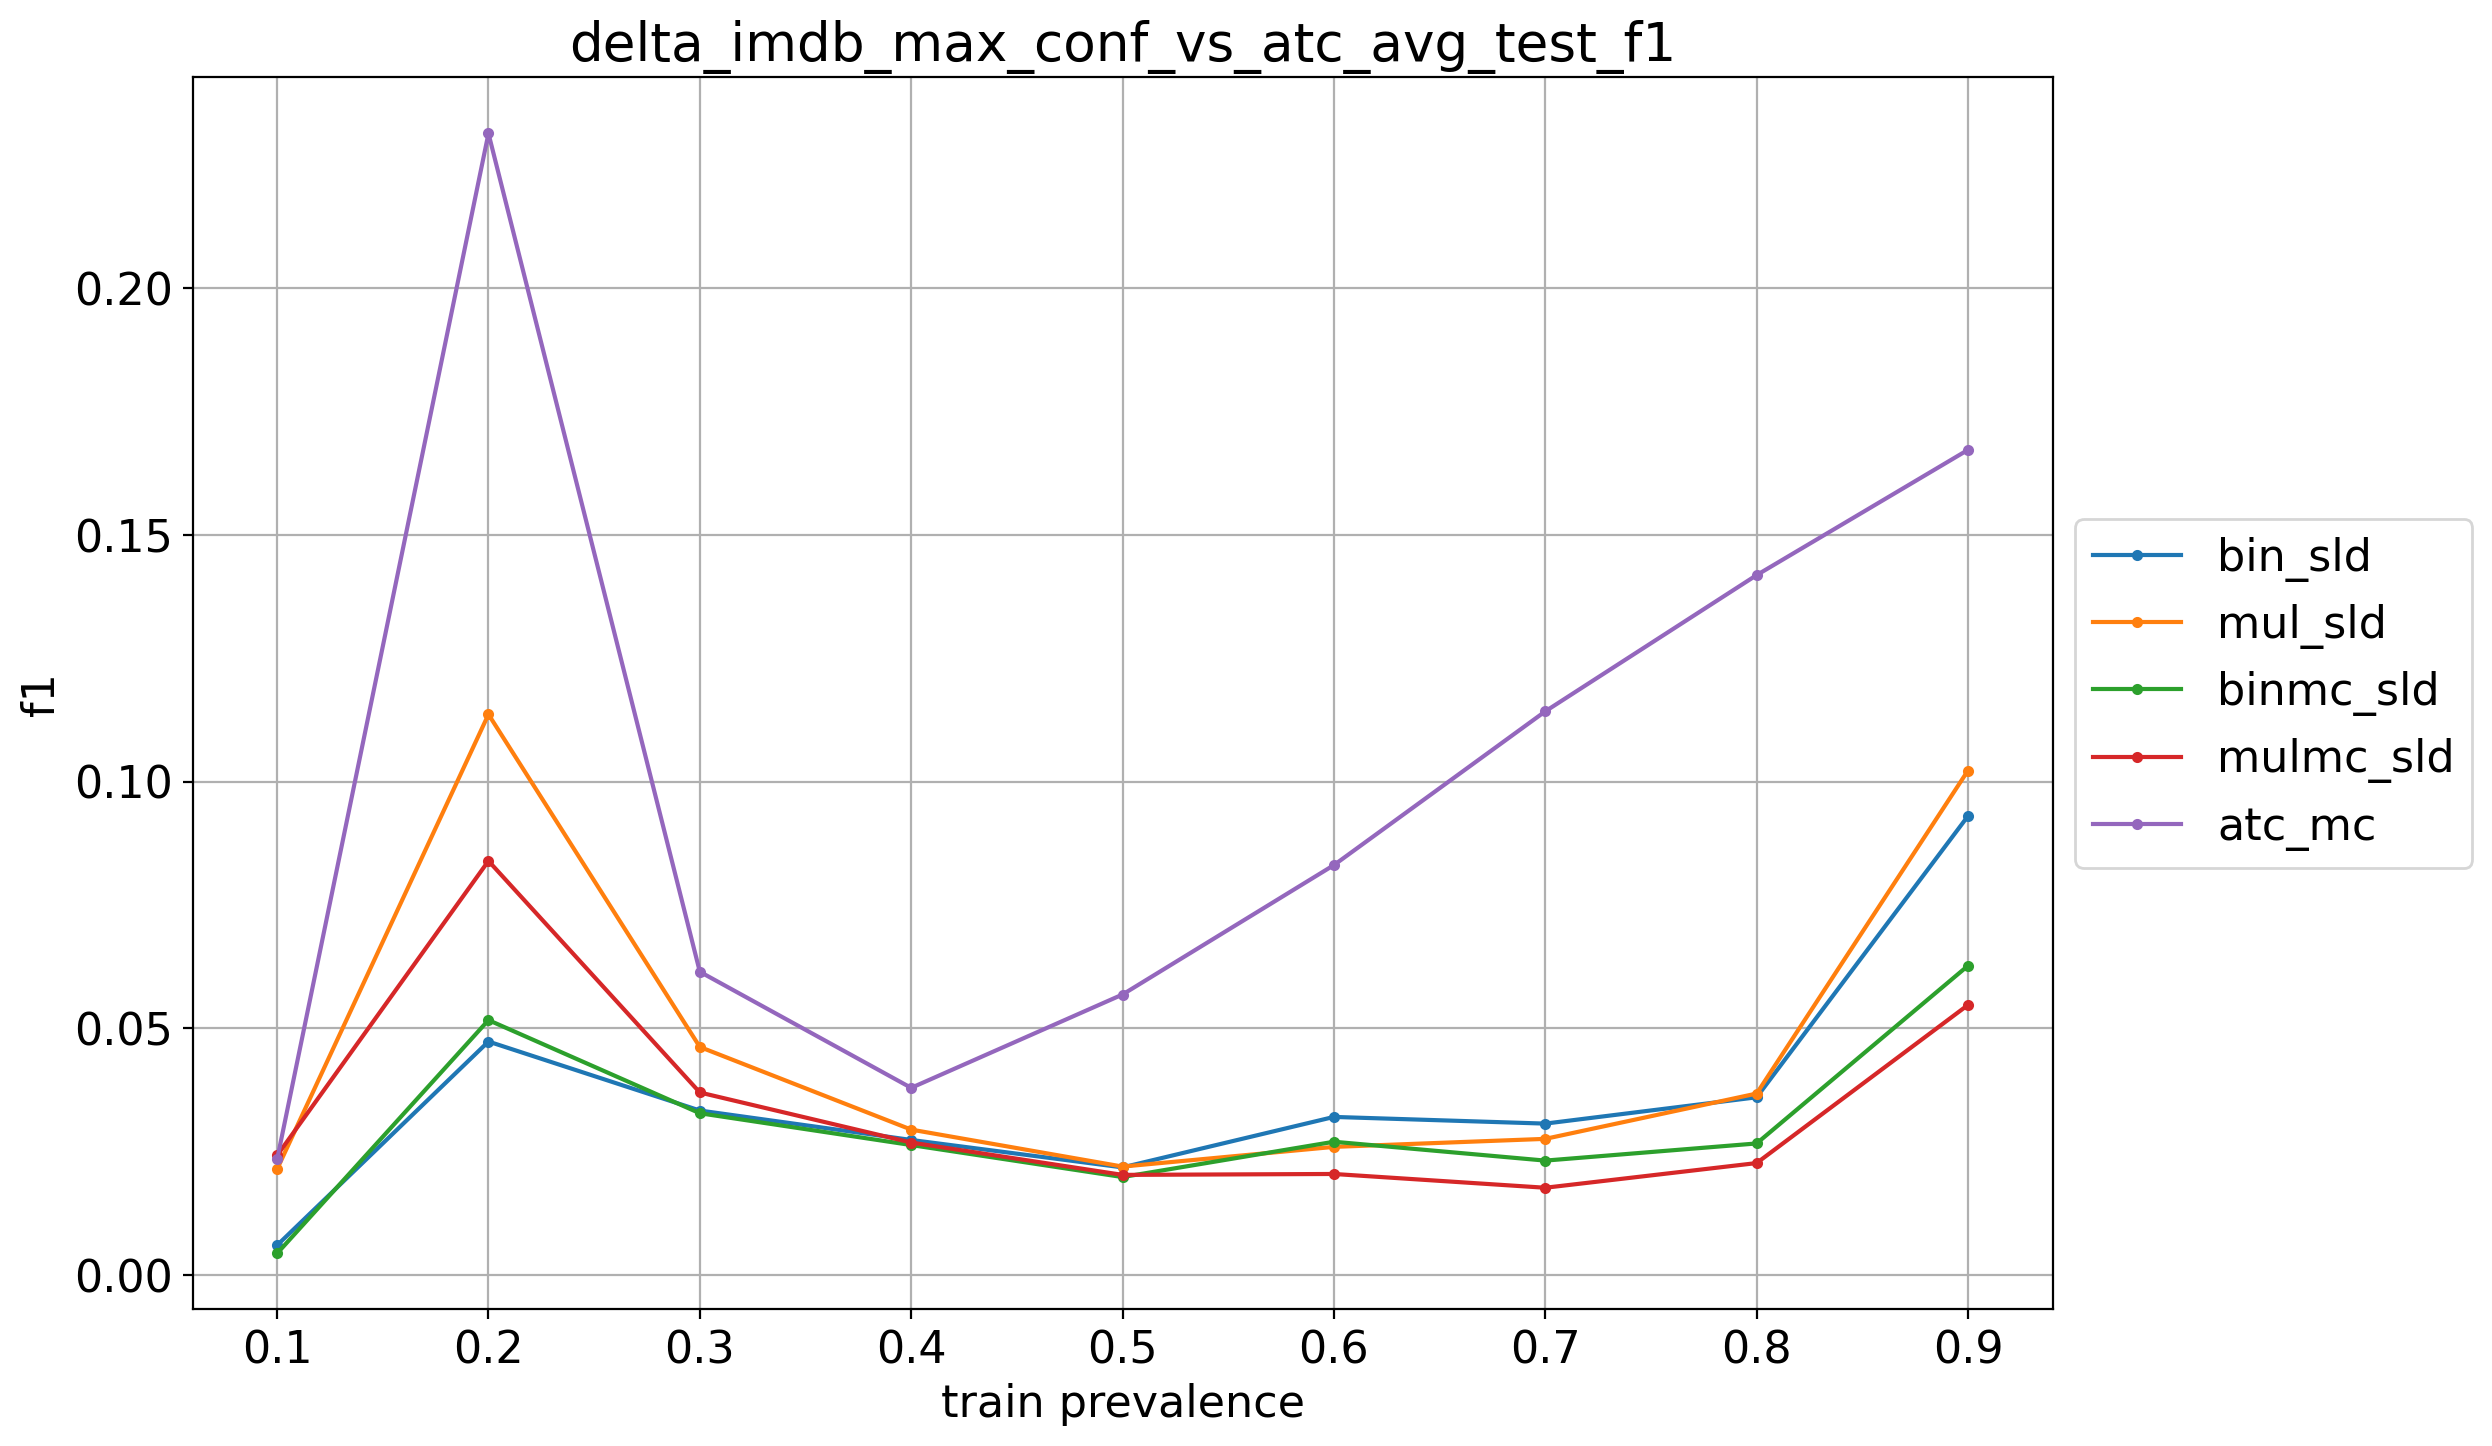 delta_imdb_max_conf_vs_atc_avg_test_f1
f1
0.20
0.15
0.10
0.05
0.00
0.1 0.2 0.3 0.4 0.5 0.6 0.7 0.8 0.9
train prevalence
bin_sld
mul_sld
binmc_sld
mulmc_sld
atc_mc